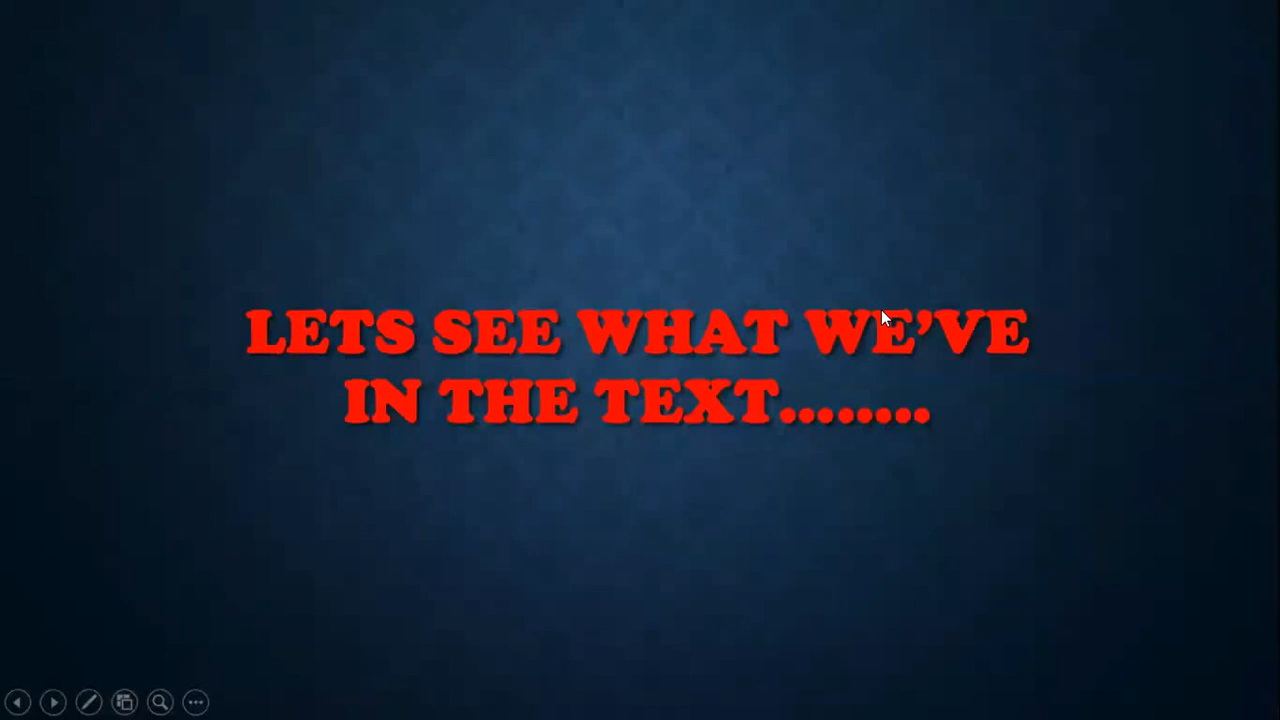 LETS SEE WHAT WE’VE
IN THE TEXT........